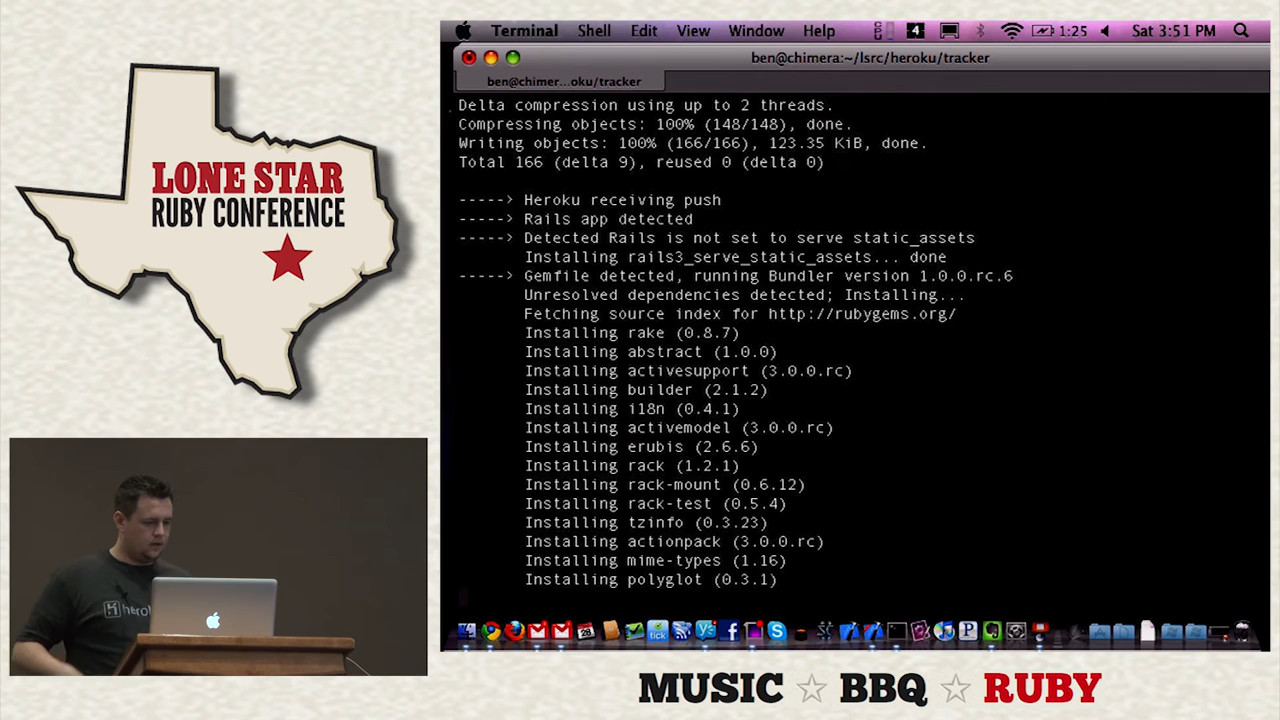 LONE STAR
RUBY CONFERENCE
Terminal Shell Edit View Window Help 4 1:25 Sat 3:51 PM
ben@chimera:~/lsrc/heroku/tracker
ben@chimer...oku/tracker
Delta compression using up to 2 threads.
Compressing objects: 100% (148/148), done.
Writing objects: 100% (166/166), 123.35 KiB, done.
Total 166 (delta 9), reused 0 (delta 0)
-----> Heroku receiving push
-----> Rails app detected
-----> Detected Rails is not set to serve static_assets
Installing rails3_serve_static_assets... done
-----> Gemfile detected, running Bundler version 1.0.0.rc.6
Unresolved dependencies detected; Installing...
Fetching source index for http://rubygems.org/
Installing rake (0.8.7)
Installing abstract (1.0.0)
Installing activesupport (3.0.0.rc)
Installing builder (2.1.2)
Installing i18n (0.4.1)
Installing activemodel (3.0.0.rc)
Installing erubis (2.6.6)
Installing rack (1.2.1)
Installing rack-mount (0.6.12)
Installing rack-test (0.5.4)
Installing tzinfo (0.3.23)
Installing actionpack (3.0.0.rc)
Installing mime-types (1.16)
Installing polyglot (0.3.1)
tick
MUSIC ☆ BBQ ☆ RUBY